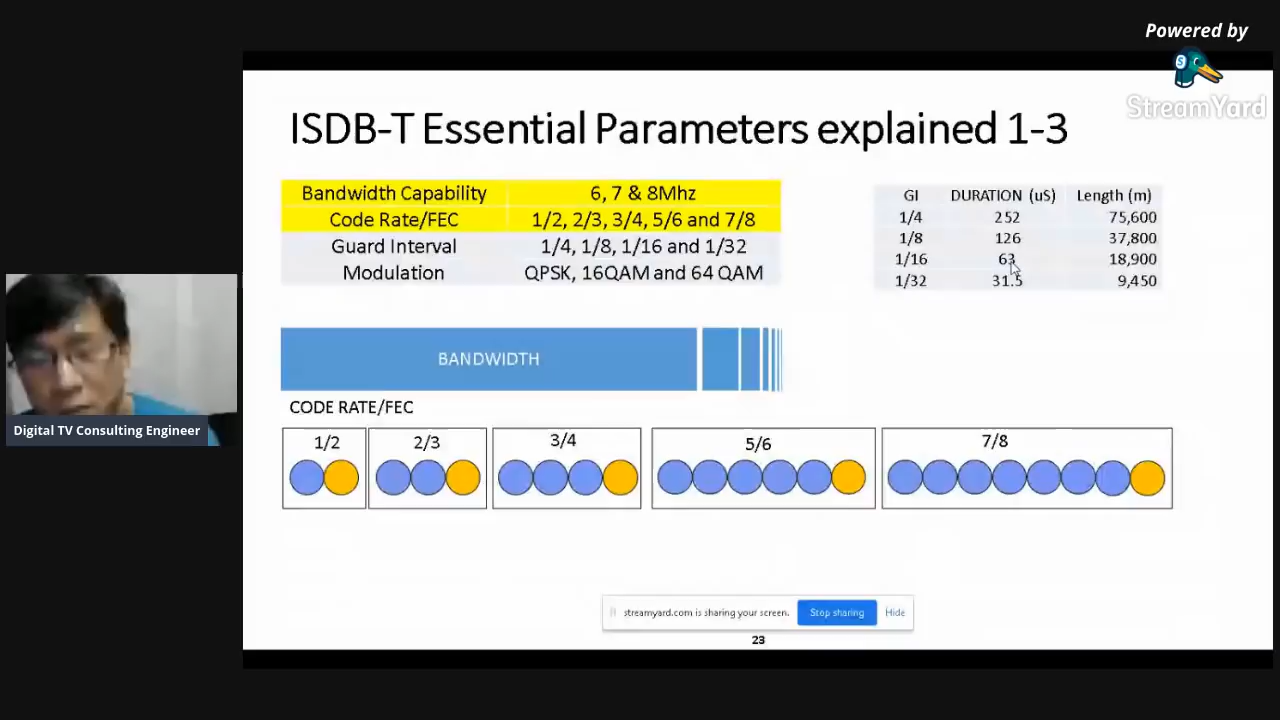 Powered by
StreamYard
ISDB-T Essential Parameters explained 1-3
Bandwidth Capability 6, 7 & 8Mhz
Code Rate/FEC 1/2, 2/3, 3/4, 5/6 and 7/8
Guard Interval 1/4, 1/8, 1/16 and 1/32
Modulation QPSK, 16QAM and 64 QAM
GI DURATION (uS) Length (m)
1/4 252 75,600
1/8 126 37,800
1/16 63 18,900
1/32 31.5 9,450
BANDWIDTH
CODE RATE/FEC
1/2 2/3 3/4 5/6 7/8
Digital TV Consulting Engineer
streamyard.com is sharing your screen. Stop sharing Hide
23